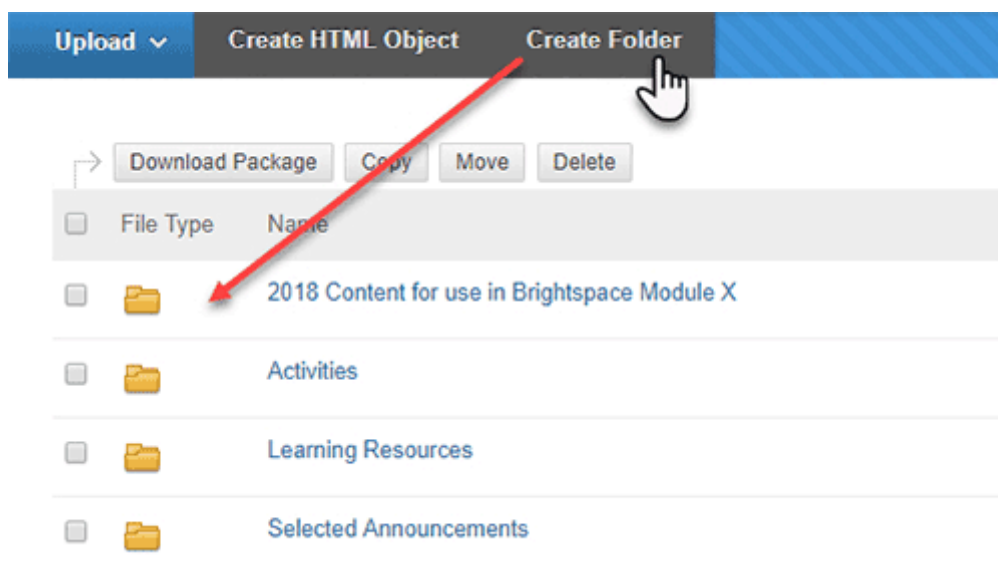 Upload Create HTML Object Create Folder
Download Package Copy Move Delete
File Type Name
2018 Content for use in Brightspace Module X
Activities
Learning Resources
Selected Announcements